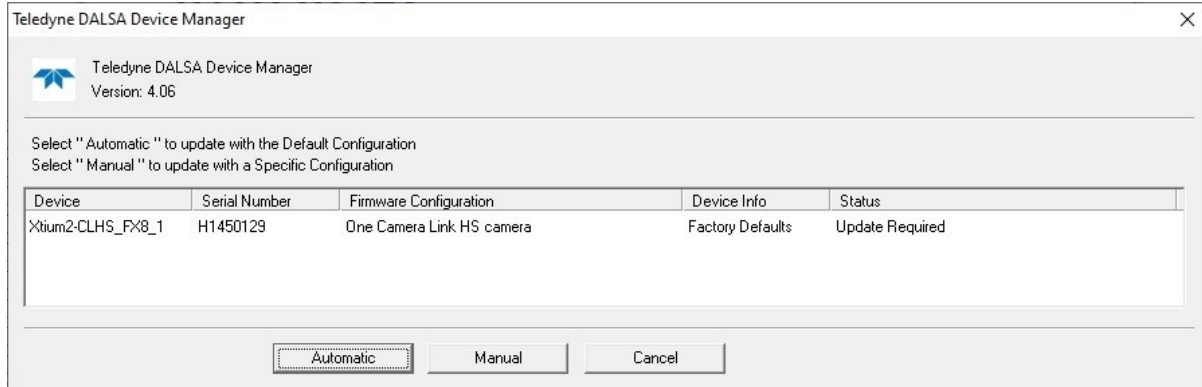 Teledyne DALSA Device Manager
Teledyne DALSA Device Manager
Version: 4.06
Select " Automatic " to update with the Default Configuration
Select " Manual " to update with a Specific Configuration
Device Serial Number Firmware Configuration Device Info Status
Xtium2-CLHS_FX8_1 H1450129 One Camera Link HS camera Factory Defaults Update Required
Automatic Manual Cancel